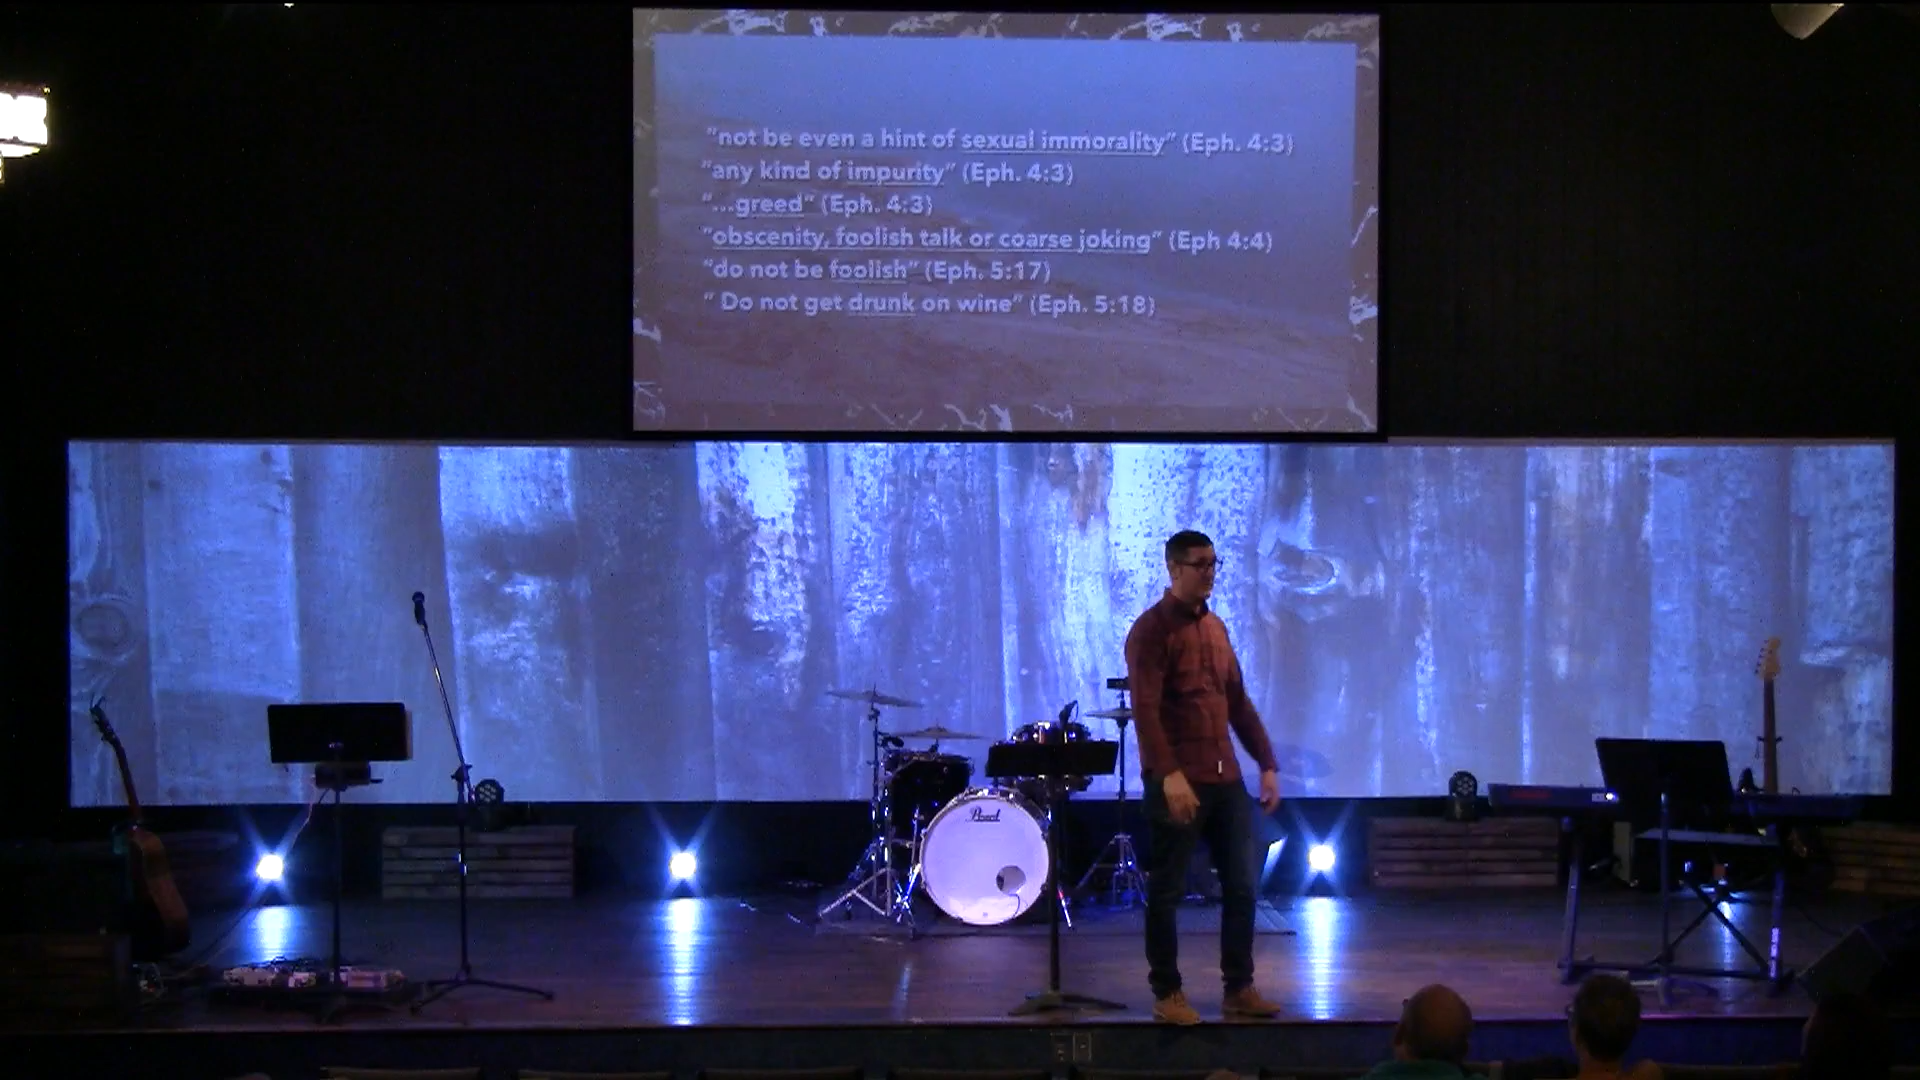 "not be even a hint of sexual immorality" (Eph. 4:3)
"any kind of impurity" (Eph. 4:3)
"...greed" (Eph. 4:3)
"obscenity, foolish talk or coarse joking" (Eph 4:4)
"do not be foolish" (Eph. 5:17)
" Do not get drunk on wine" (Eph. 5:18)
Pearl